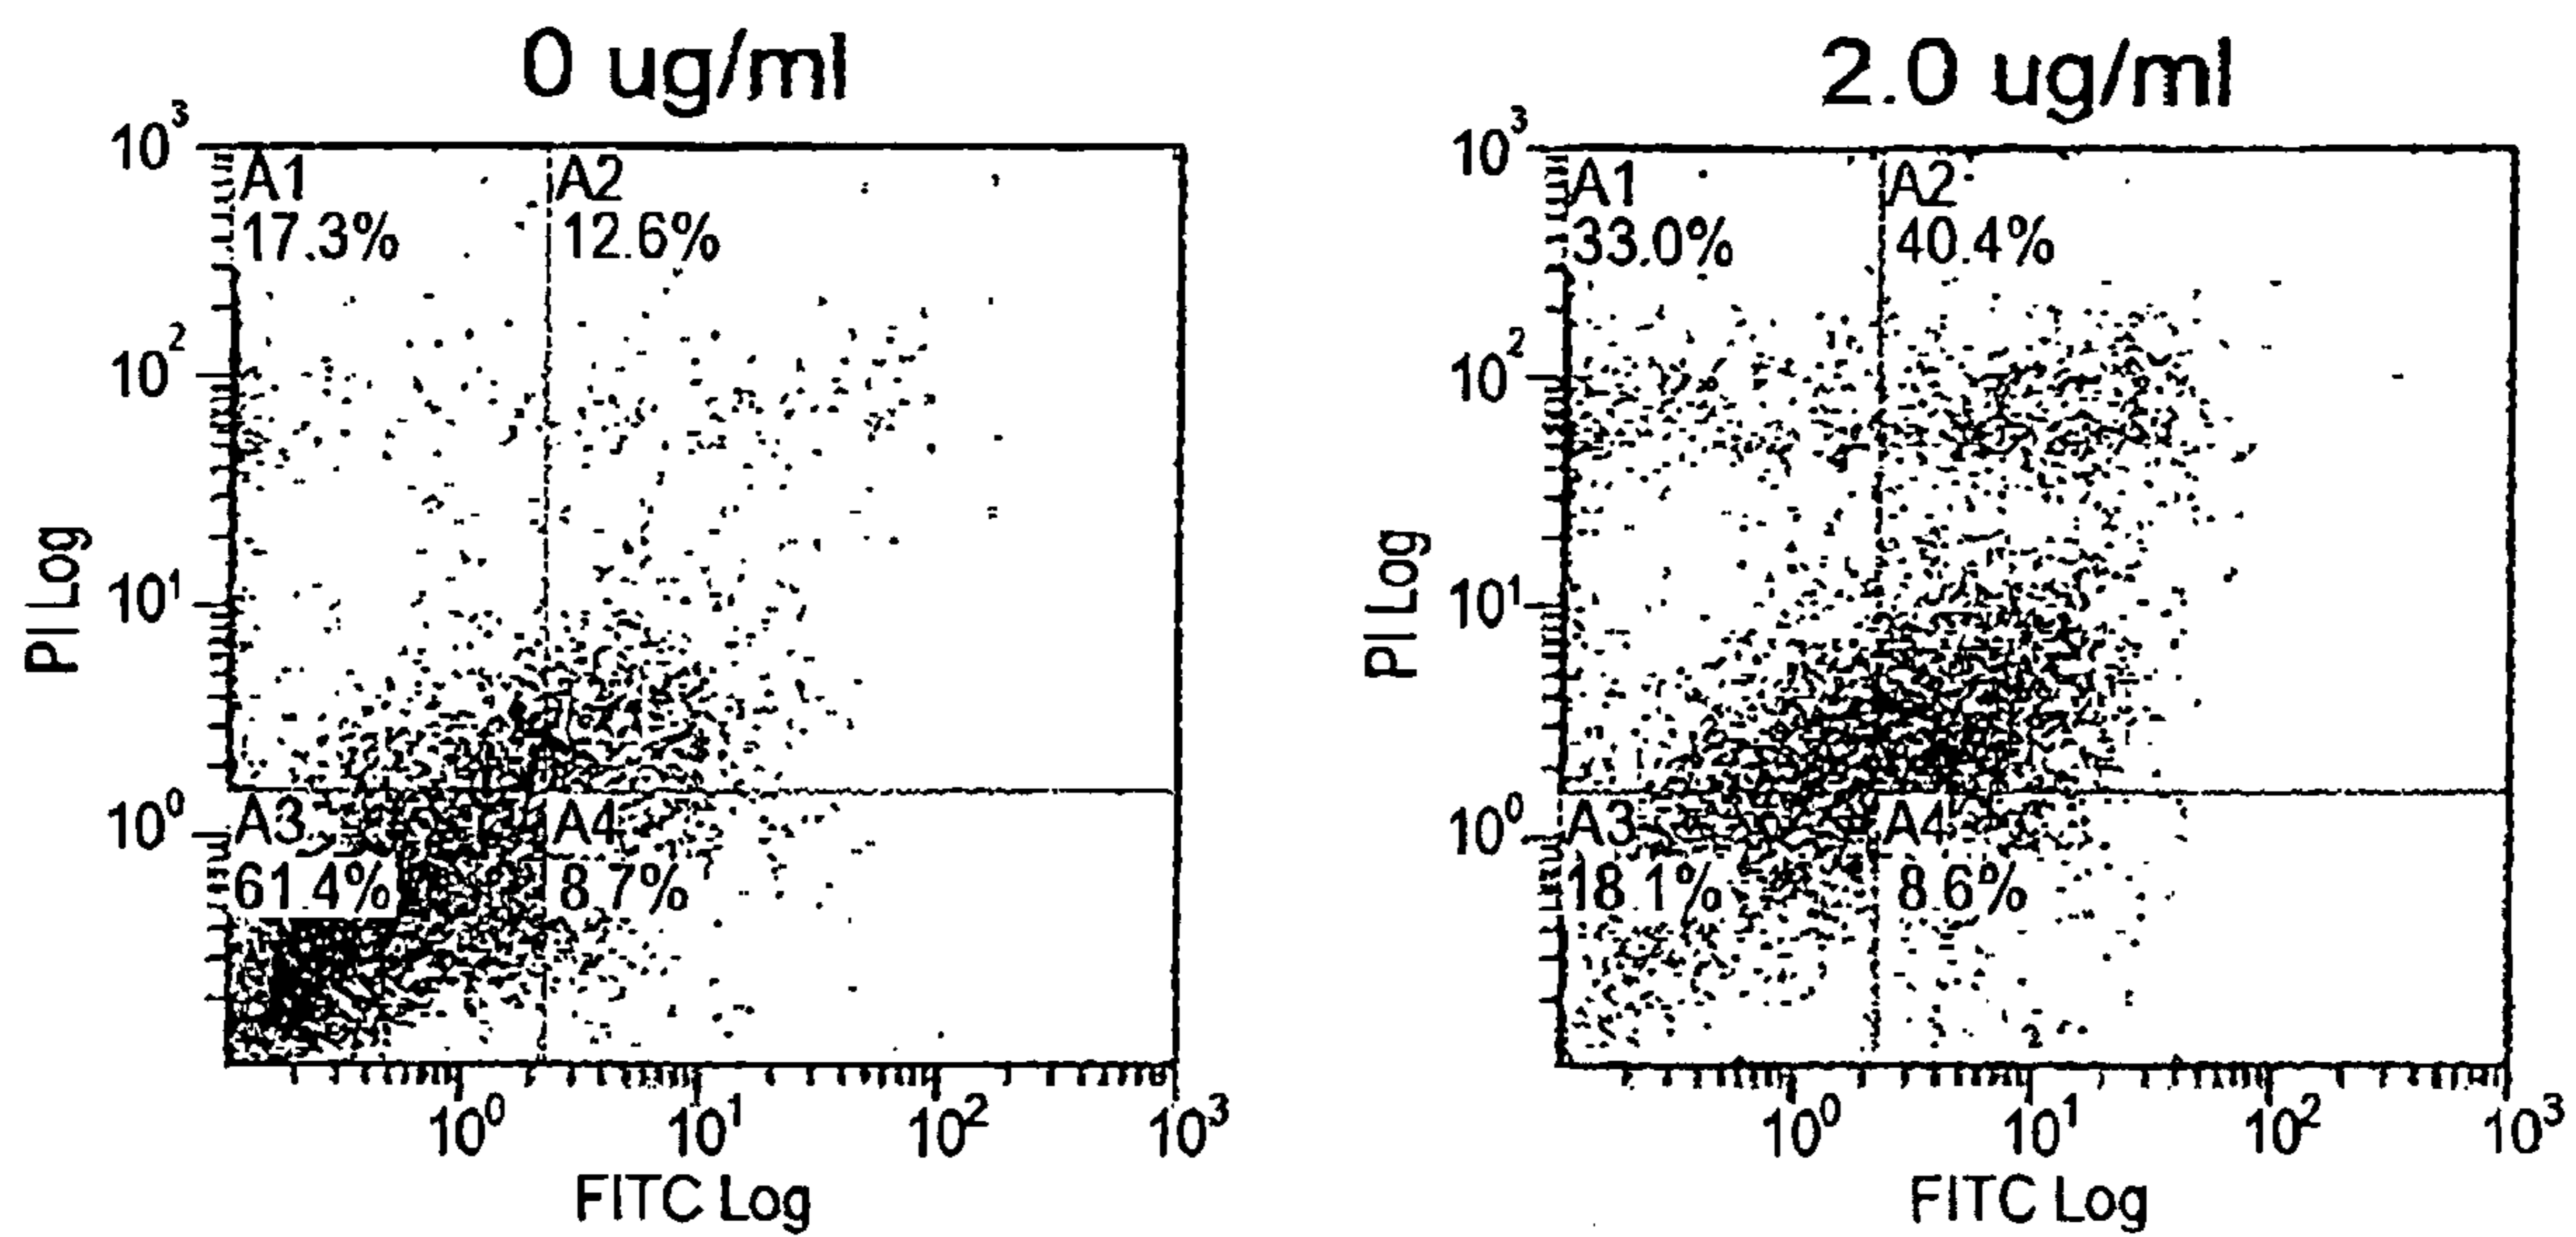 0 ug/ml
10³
A1
17.3%
A2
12.6%
10²
10¹
10⁰
PI Log
A3
61.4%
A4
8.7%
10⁰ 10¹ 10² 10³
FITC Log
2.0 ug/ml
10³
A1
33.0%
A2
40.4%
10²
10¹
10⁰
PI Log
A3
18.1%
A4
8.6%
10⁰ 10¹ 10² 10³
FITC Log